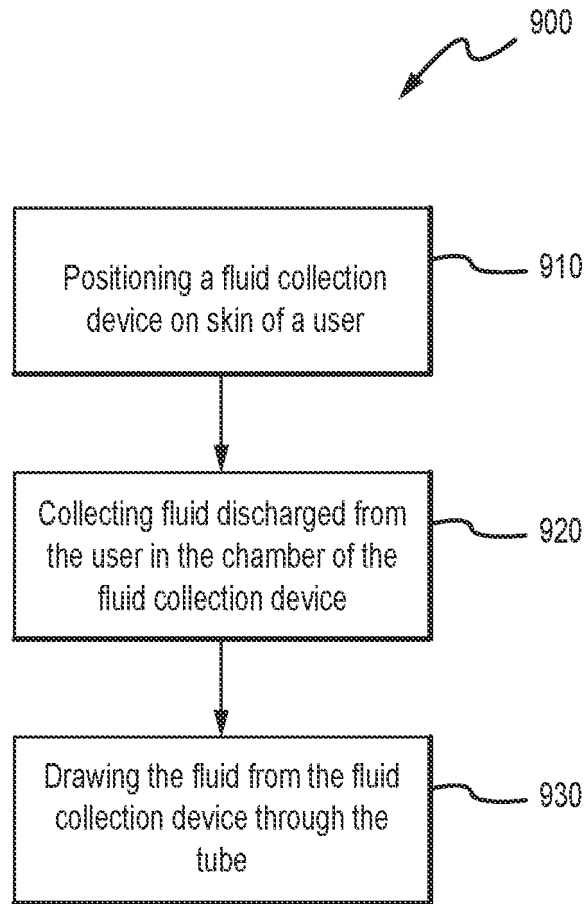 900
Positioning a fluid collection
device on skin of a user
910
Collecting fluid discharged from
the user in the chamber of the
fluid collection device
920
Drawing the fluid from the fluid
collection device through the
tube
930